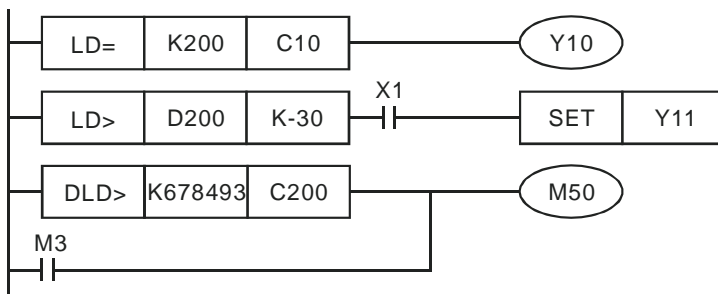 LD= K200 C10 Y10
X1
LD> D200 K-30 SET Y11
DLD> K678493 C200 M50
M3